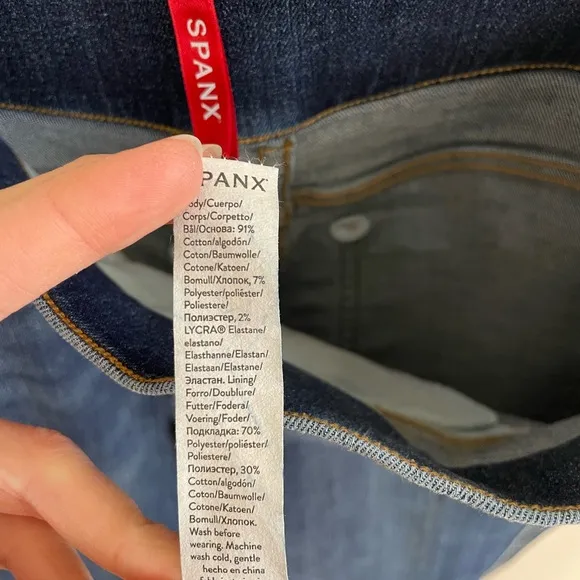 SPANX
SPANX
Body/Cuerpo/
Corps/Corpetto/
Bål/Основа: 91%
Cotton/algodón/
Coton/Baumwolle/
Cotone/Katoen/
Bomull/Хлопок, 7%
Polyester/poliéster/
Poliestere/
Полиэстер, 2%
LYCRA® Elastane/
elastano/
Elasthanne/Elastan/
Elastaan/Elastane/
Эластан. Lining/
Forro/Doublure/
Futter/Fodera/
Voering/Foder/
Подкладка: 70%
Polyester/poliéster/
Poliestere/
Полиэстер, 30%
Cotton/algodón/
Coton/Baumwolle/
Cotone/Katoen/
Bomull/Хлопок.
Wash before
wearing. Machine
wash cold, gentle
hecho en china